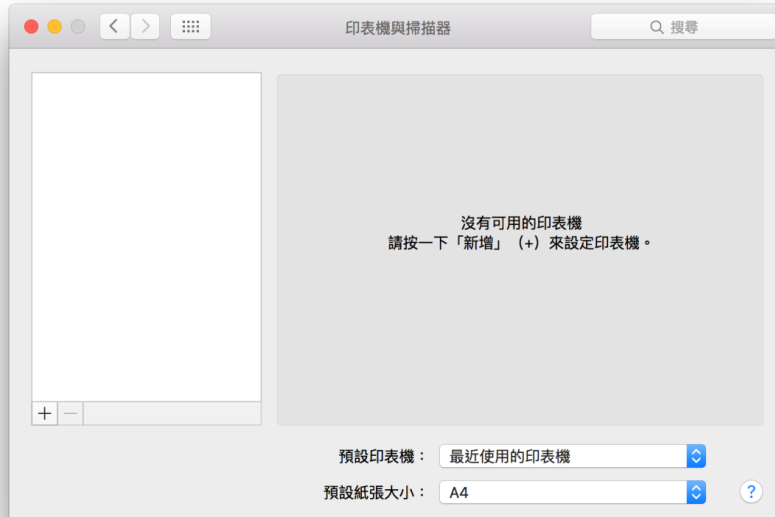 印表機與掃描器
搜尋
沒有可用的印表機
請按一下「新增」（+）來設定印表機。
預設印表機：
最近使用的印表機
預設紙張大小：
A4
?